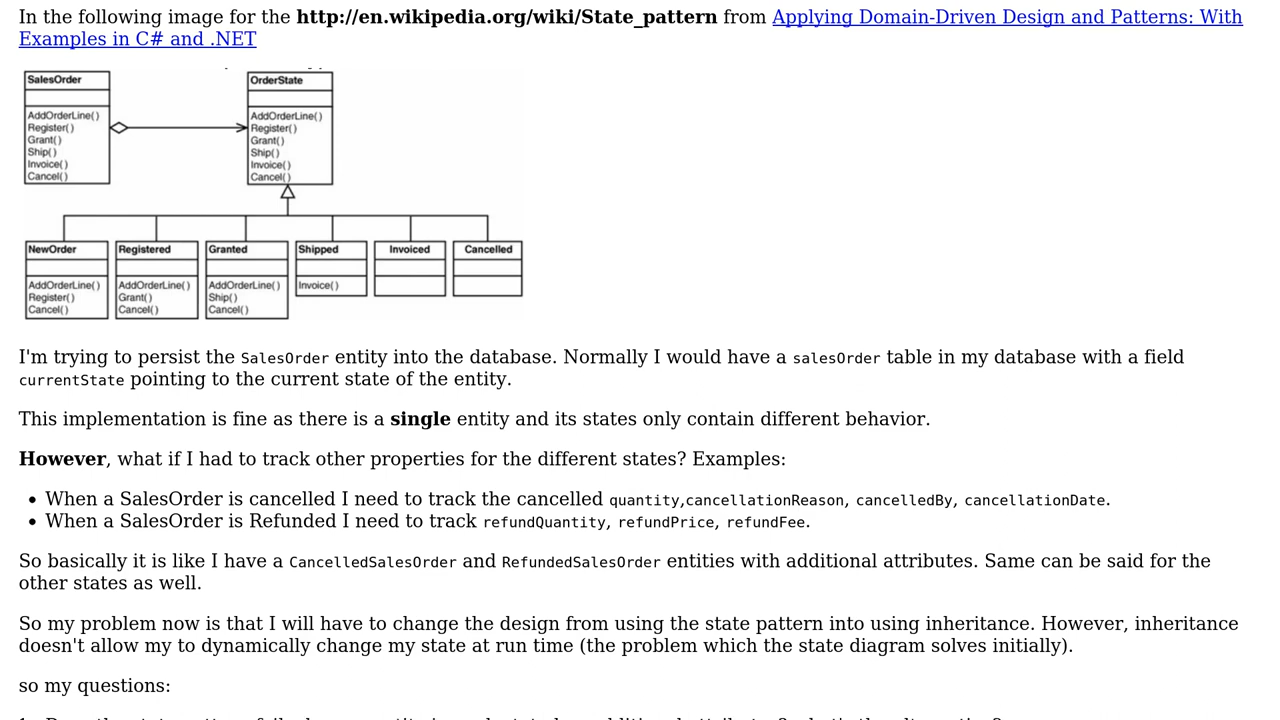 In the following image for the http://en.wikipedia.org/wiki/State_pattern from Applying Domain-Driven Design and Patterns: With
Examples in C# and .NET
SalesOrder
AddOrderLine()
Register()
Grant()
Ship()
Invoice()
Cancel()
OrderState
AddOrderLine()
Register()
Grant()
Ship()
Invoice()
Cancel()
NewOrder
AddOrderLine()
Register()
Cancel()
Registered
AddOrderLine()
Grant()
Cancel()
Granted
AddOrderLine()
Ship()
Cancel()
Shipped
Invoice()
Invoiced
Cancelled
I'm trying to persist the SalesOrder entity into the database. Normally I would have a salesOrder table in my database with a field
currentState pointing to the current state of the entity.
This implementation is fine as there is a single entity and its states only contain different behavior.
However, what if I had to track other properties for the different states? Examples:
• When a SalesOrder is cancelled I need to track the cancelled quantity,cancellationReason, cancelledBy, cancellationDate.
• When a SalesOrder is Refunded I need to track refundQuantity, refundPrice, refundFee.
So basically it is like I have a CancelledSalesOrder and RefundedSalesOrder entities with additional attributes. Same can be said for the
other states as well.
So my problem now is that I will have to change the design from using the state pattern into using inheritance. However, inheritance
doesn't allow my to dynamically change my state at run time (the problem which the state diagram solves initially).
so my questions: